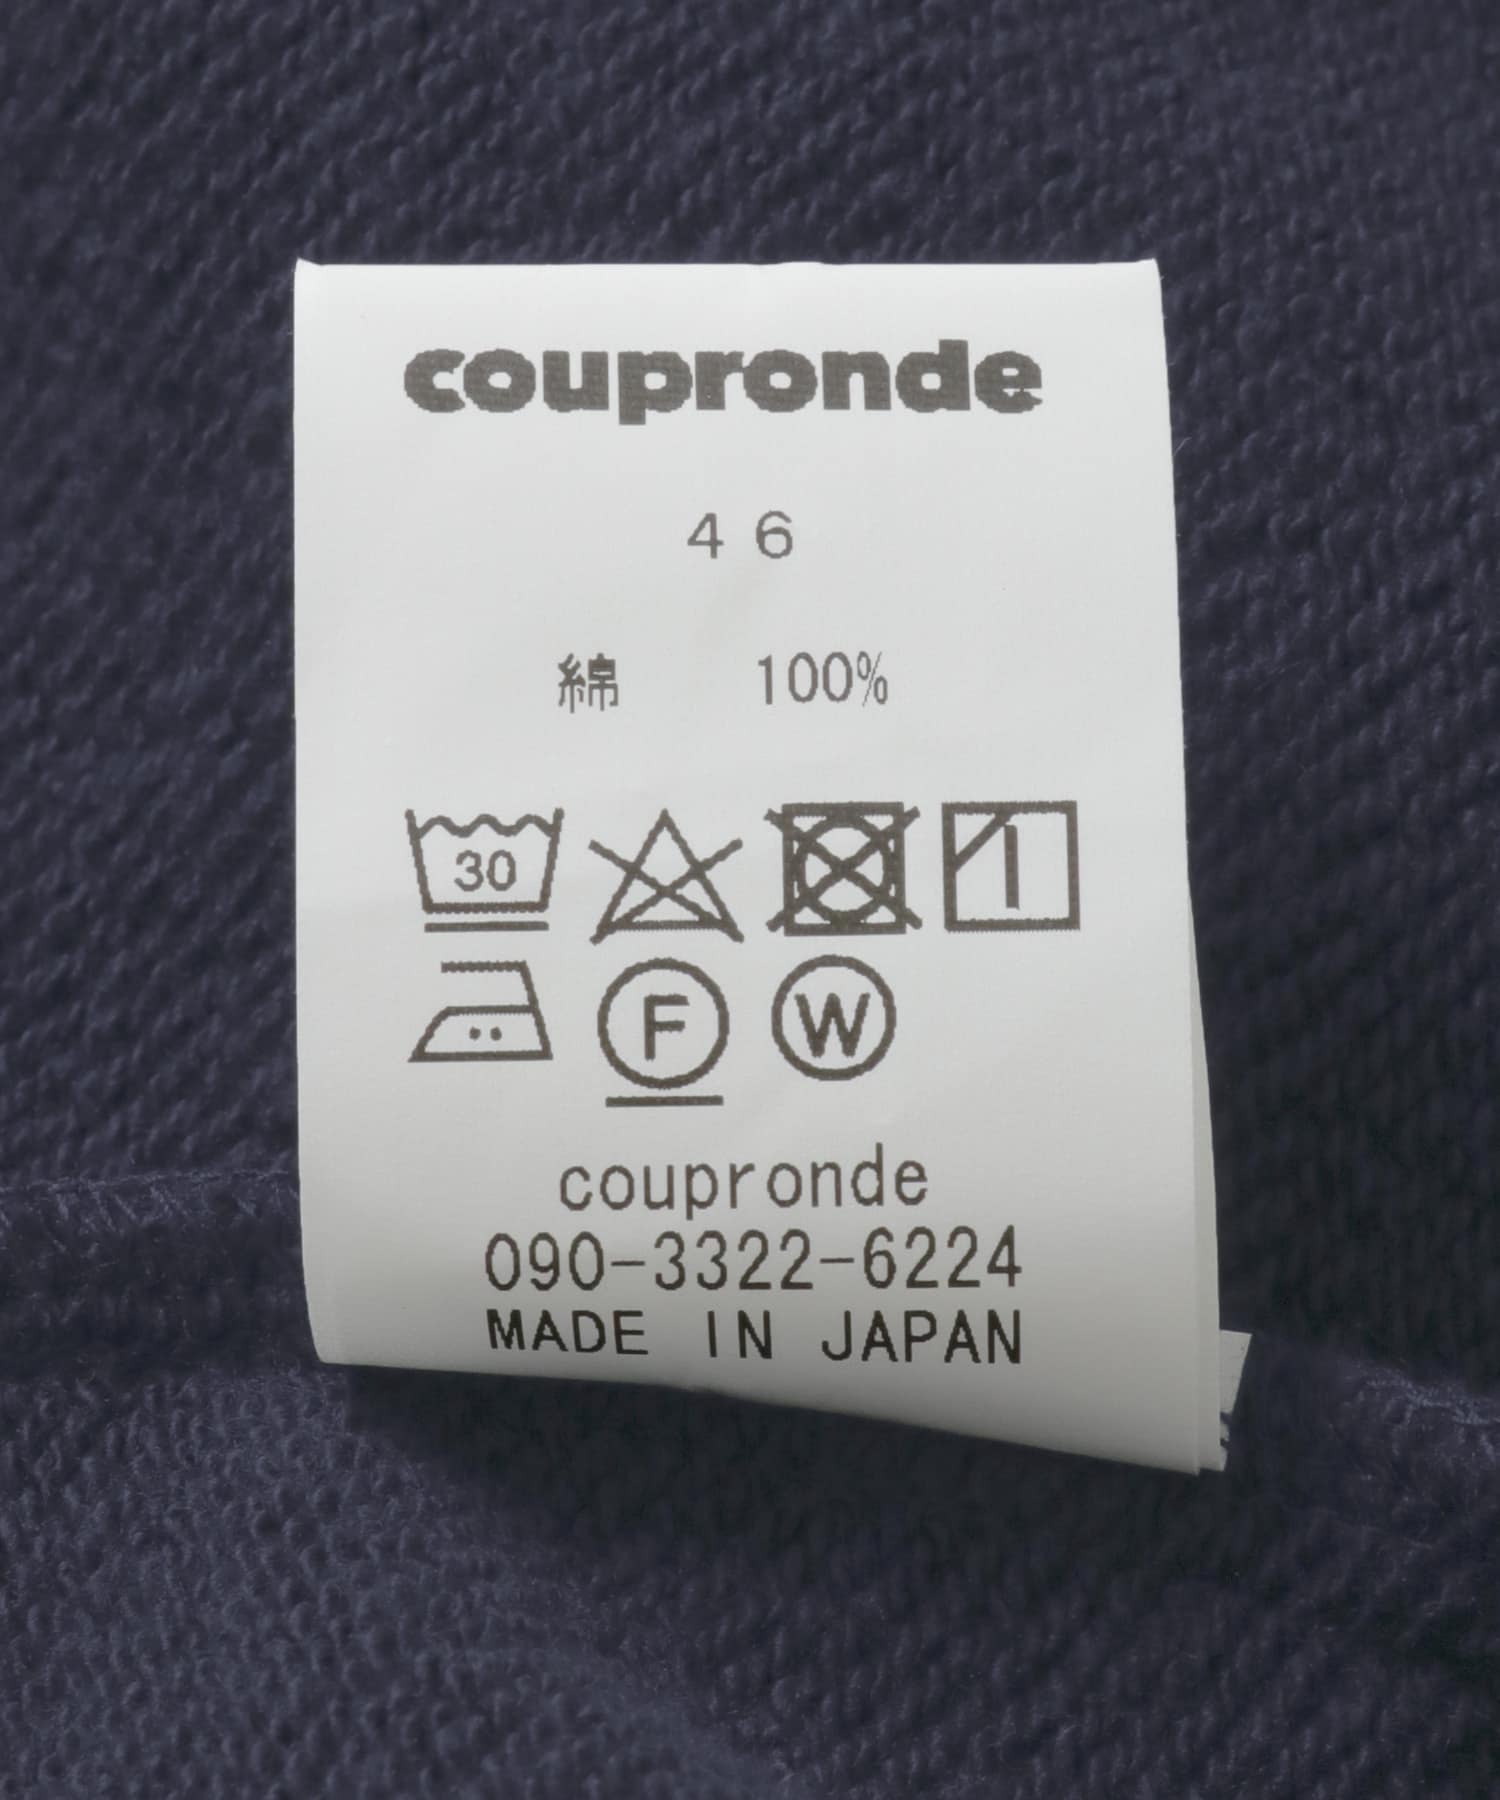 coupronde
４６
綿 100%
30
F W
coupronde
090-3322-6224
MADE IN JAPAN